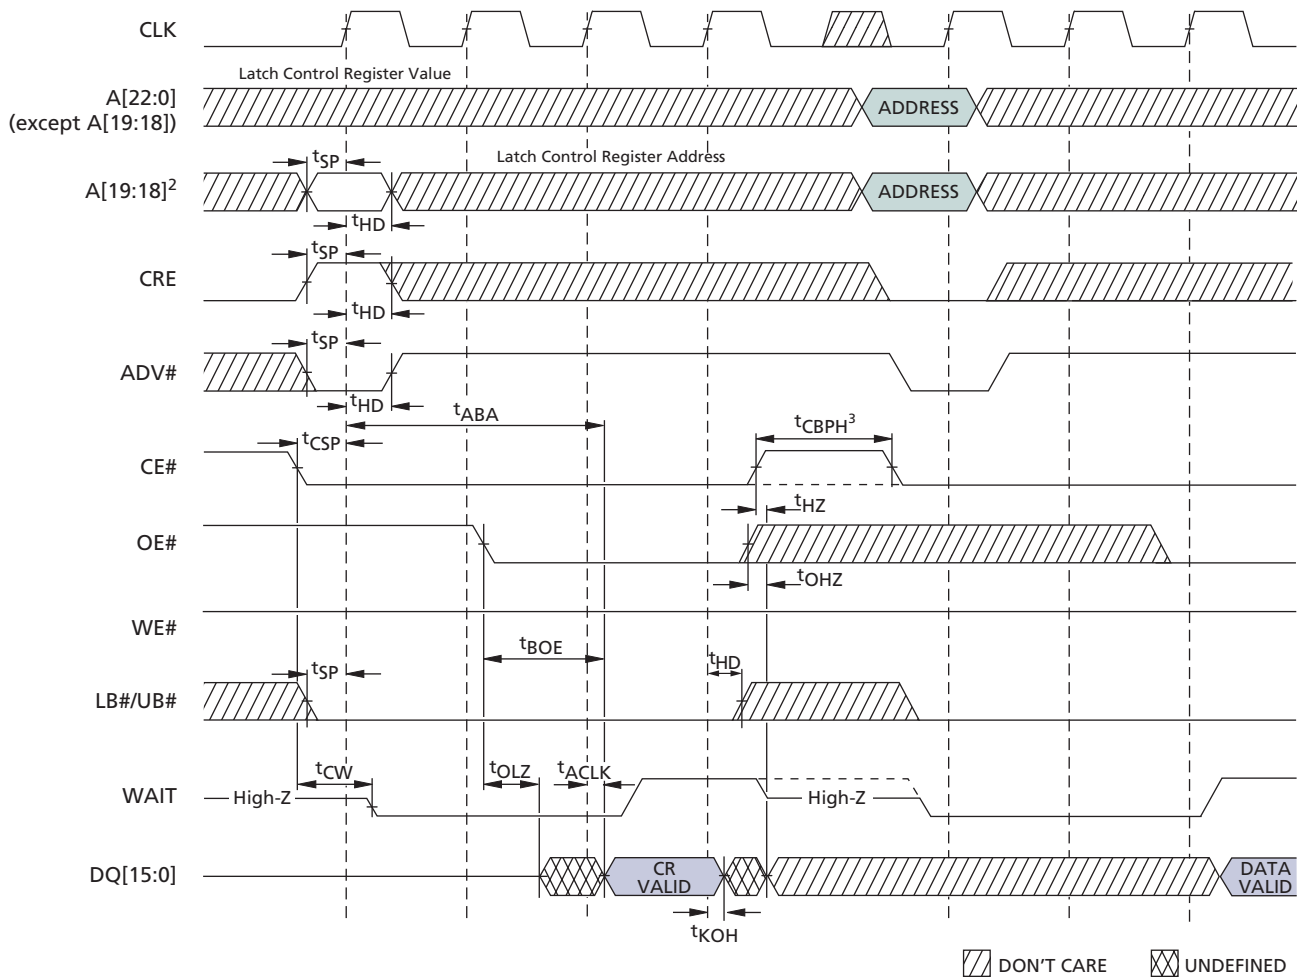 CLK
Latch Control Register Value
A[22:0]
(except A[19:18])
ADDRESS
tSP
Latch Control Register Address
A[19:18]2
ADDRESS
tHD
tSP
CRE
tHD
tSP
ADV#
tHD
tABA
tCBPH3
tCSP
CE#
tHZ
OE#
tOHZ
WE#
tBOE
tHD
tSP
LB#/UB#
tCW
tOLZ
tACLK
WAIT
High-Z
High-Z
DQ[15:0]
CR
VALID
DATA
VALID
tKOH
DON'T CARE
UNDEFINED